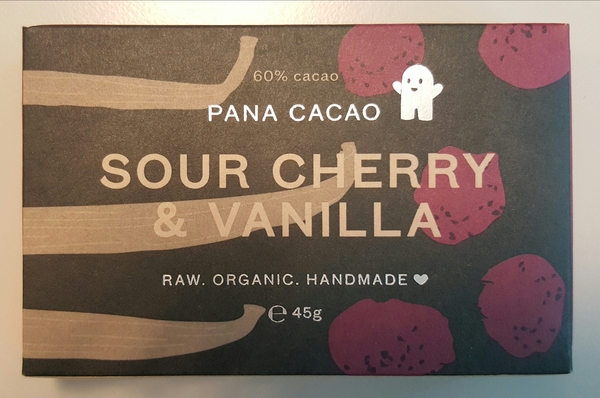 60% cacao
PANA CACAO
SOUR CHERRY
& VANILLA
RAW. ORGANIC. HANDMADE ♥
℮ 45g